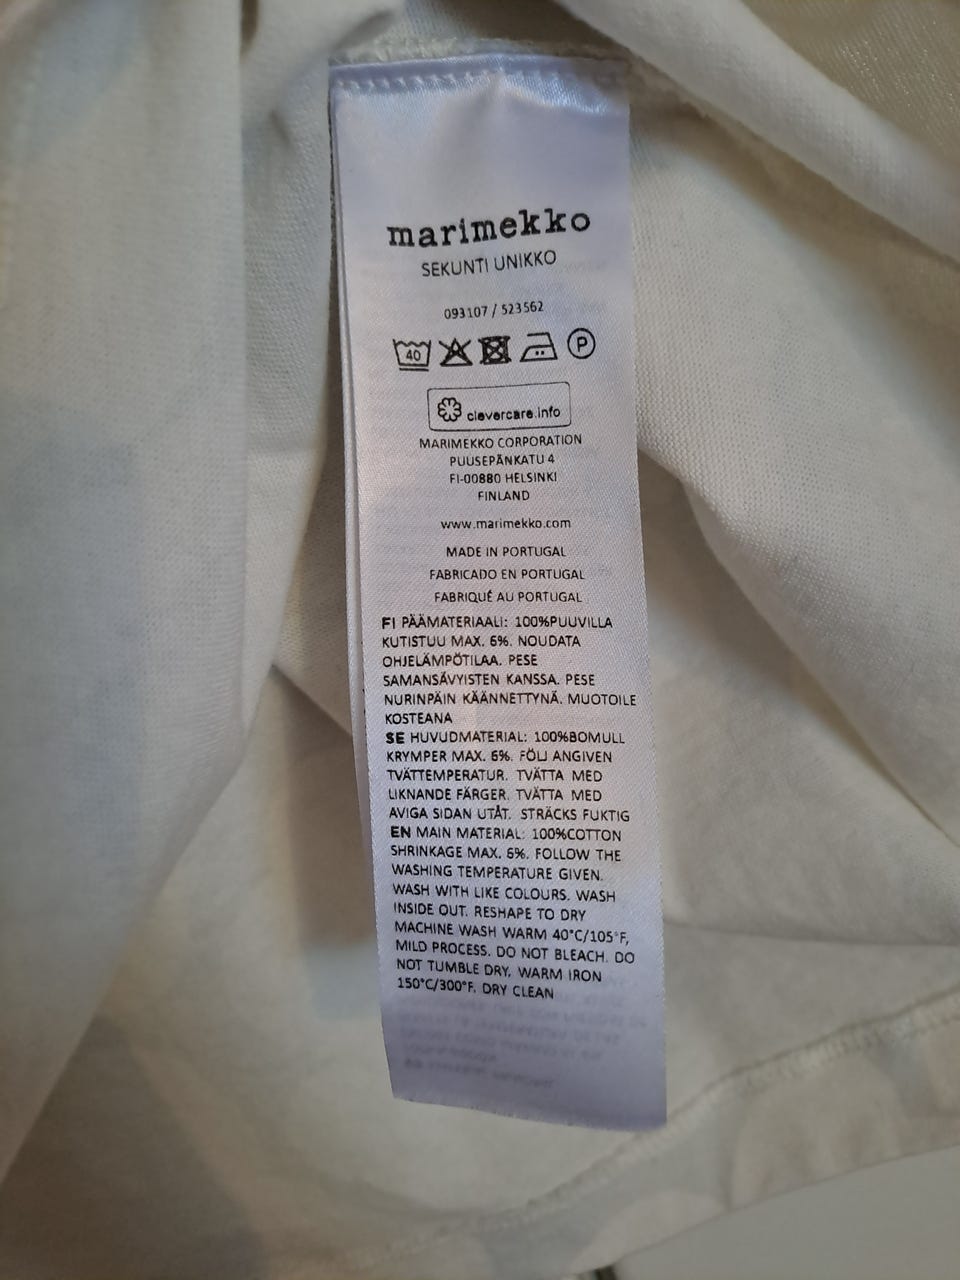 marimekko
SEKUNTI UNIKKO
093107 / 523562
40
P
clevercare.info
MARIMEKKO CORPORATION
PUUSEPÄNKATU 4
FI-00880 HELSINKI
FINLAND
www.marimekko.com
MADE IN PORTUGAL
FABRICADO EN PORTUGAL
FABRIQUÉ AU PORTUGAL
FI PÄÄMATERIAALI: 100%PUUVILLA
KUTISTUU MAX. 6%. NOUDATA
OHJELÄMPÖTILAA. PESE
SAMANSÄVYISTEN KANSSA. PESE
NURINPÄIN KÄÄNNETTYNÄ. MUOTOILE
KOSTEANA
SE HUVUDMATERIAL: 100%BOMULL
KRYMPER MAX. 6%. FÖLJ ANGIVEN
TVÄTTEMPERATUR. TVÄTTA MED
LIKNANDE FÄRGER. TVÄTTA MED
AVIGA SIDAN UTÅT. STRÄCKS FUKTIG
EN MAIN MATERIAL: 100%COTTON
SHRINKAGE MAX. 6%. FOLLOW THE
WASHING TEMPERATURE GIVEN.
WASH WITH LIKE COLOURS. WASH
INSIDE OUT. RESHAPE TO DRY
MACHINE WASH WARM 40°C/105°F,
MILD PROCESS. DO NOT BLEACH. DO
NOT TUMBLE DRY. WARM IRON
150°C/300°F. DRY CLEAN